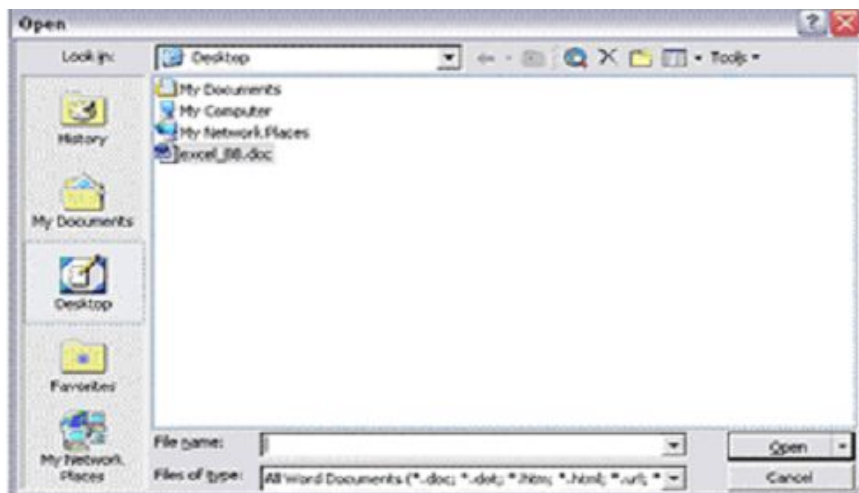 Open
Look in: Desktop Tools
My Documents
My Computer
My Network Places
excel_BB.doc
History
My Documents
Desktop
Favorites
My Network
Places
File name: Open
Files of type: All Word Documents (*.doc; *.dot; *.htm; *.html; *.url; * Cancel